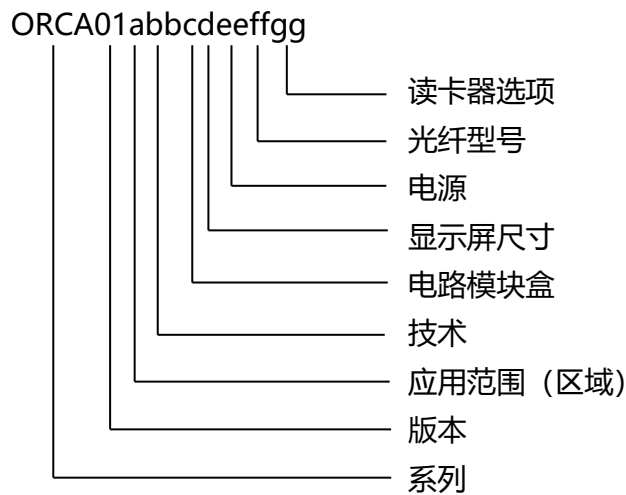 ORCA01abbcdeeffgg
读卡器选项
光纤型号
电源
显示屏尺寸
电路模块盒
技术
应用范围（区域）
版本
系列